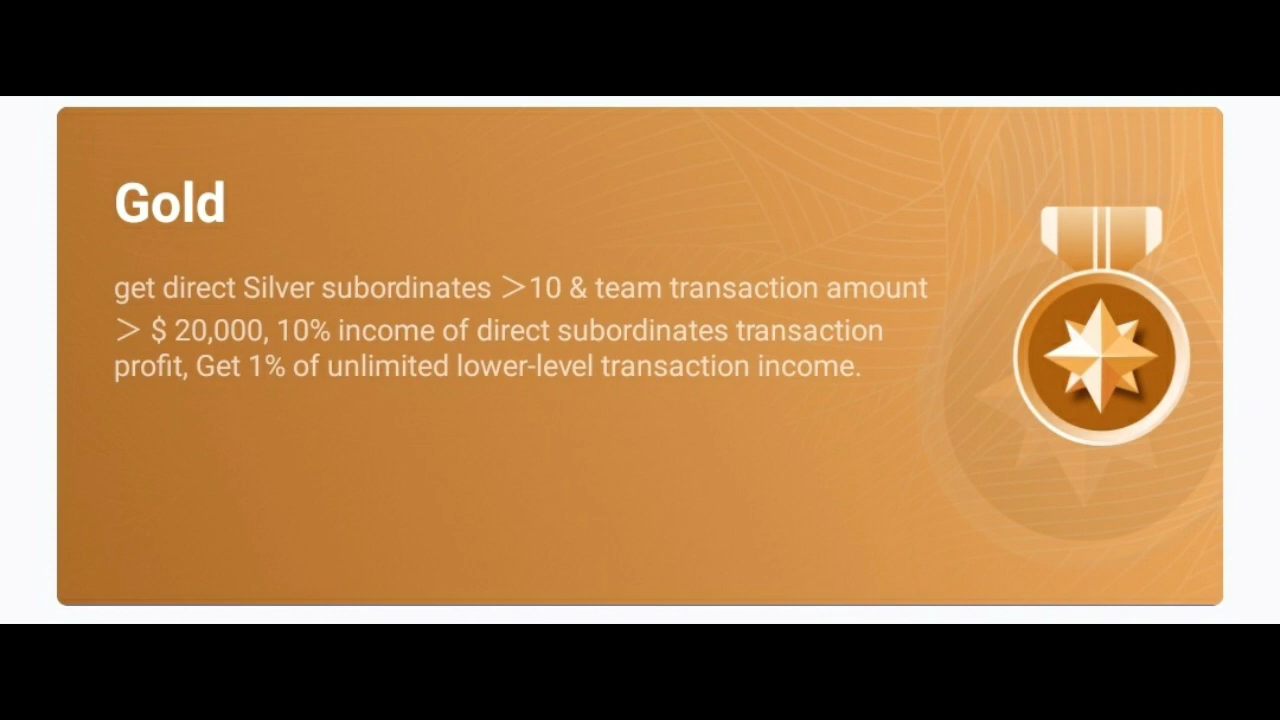 Gold
get direct Silver subordinates ＞10 & team transaction amount
＞ $ 20,000, 10% income of direct subordinates transaction
profit, Get 1% of unlimited lower-level transaction income.